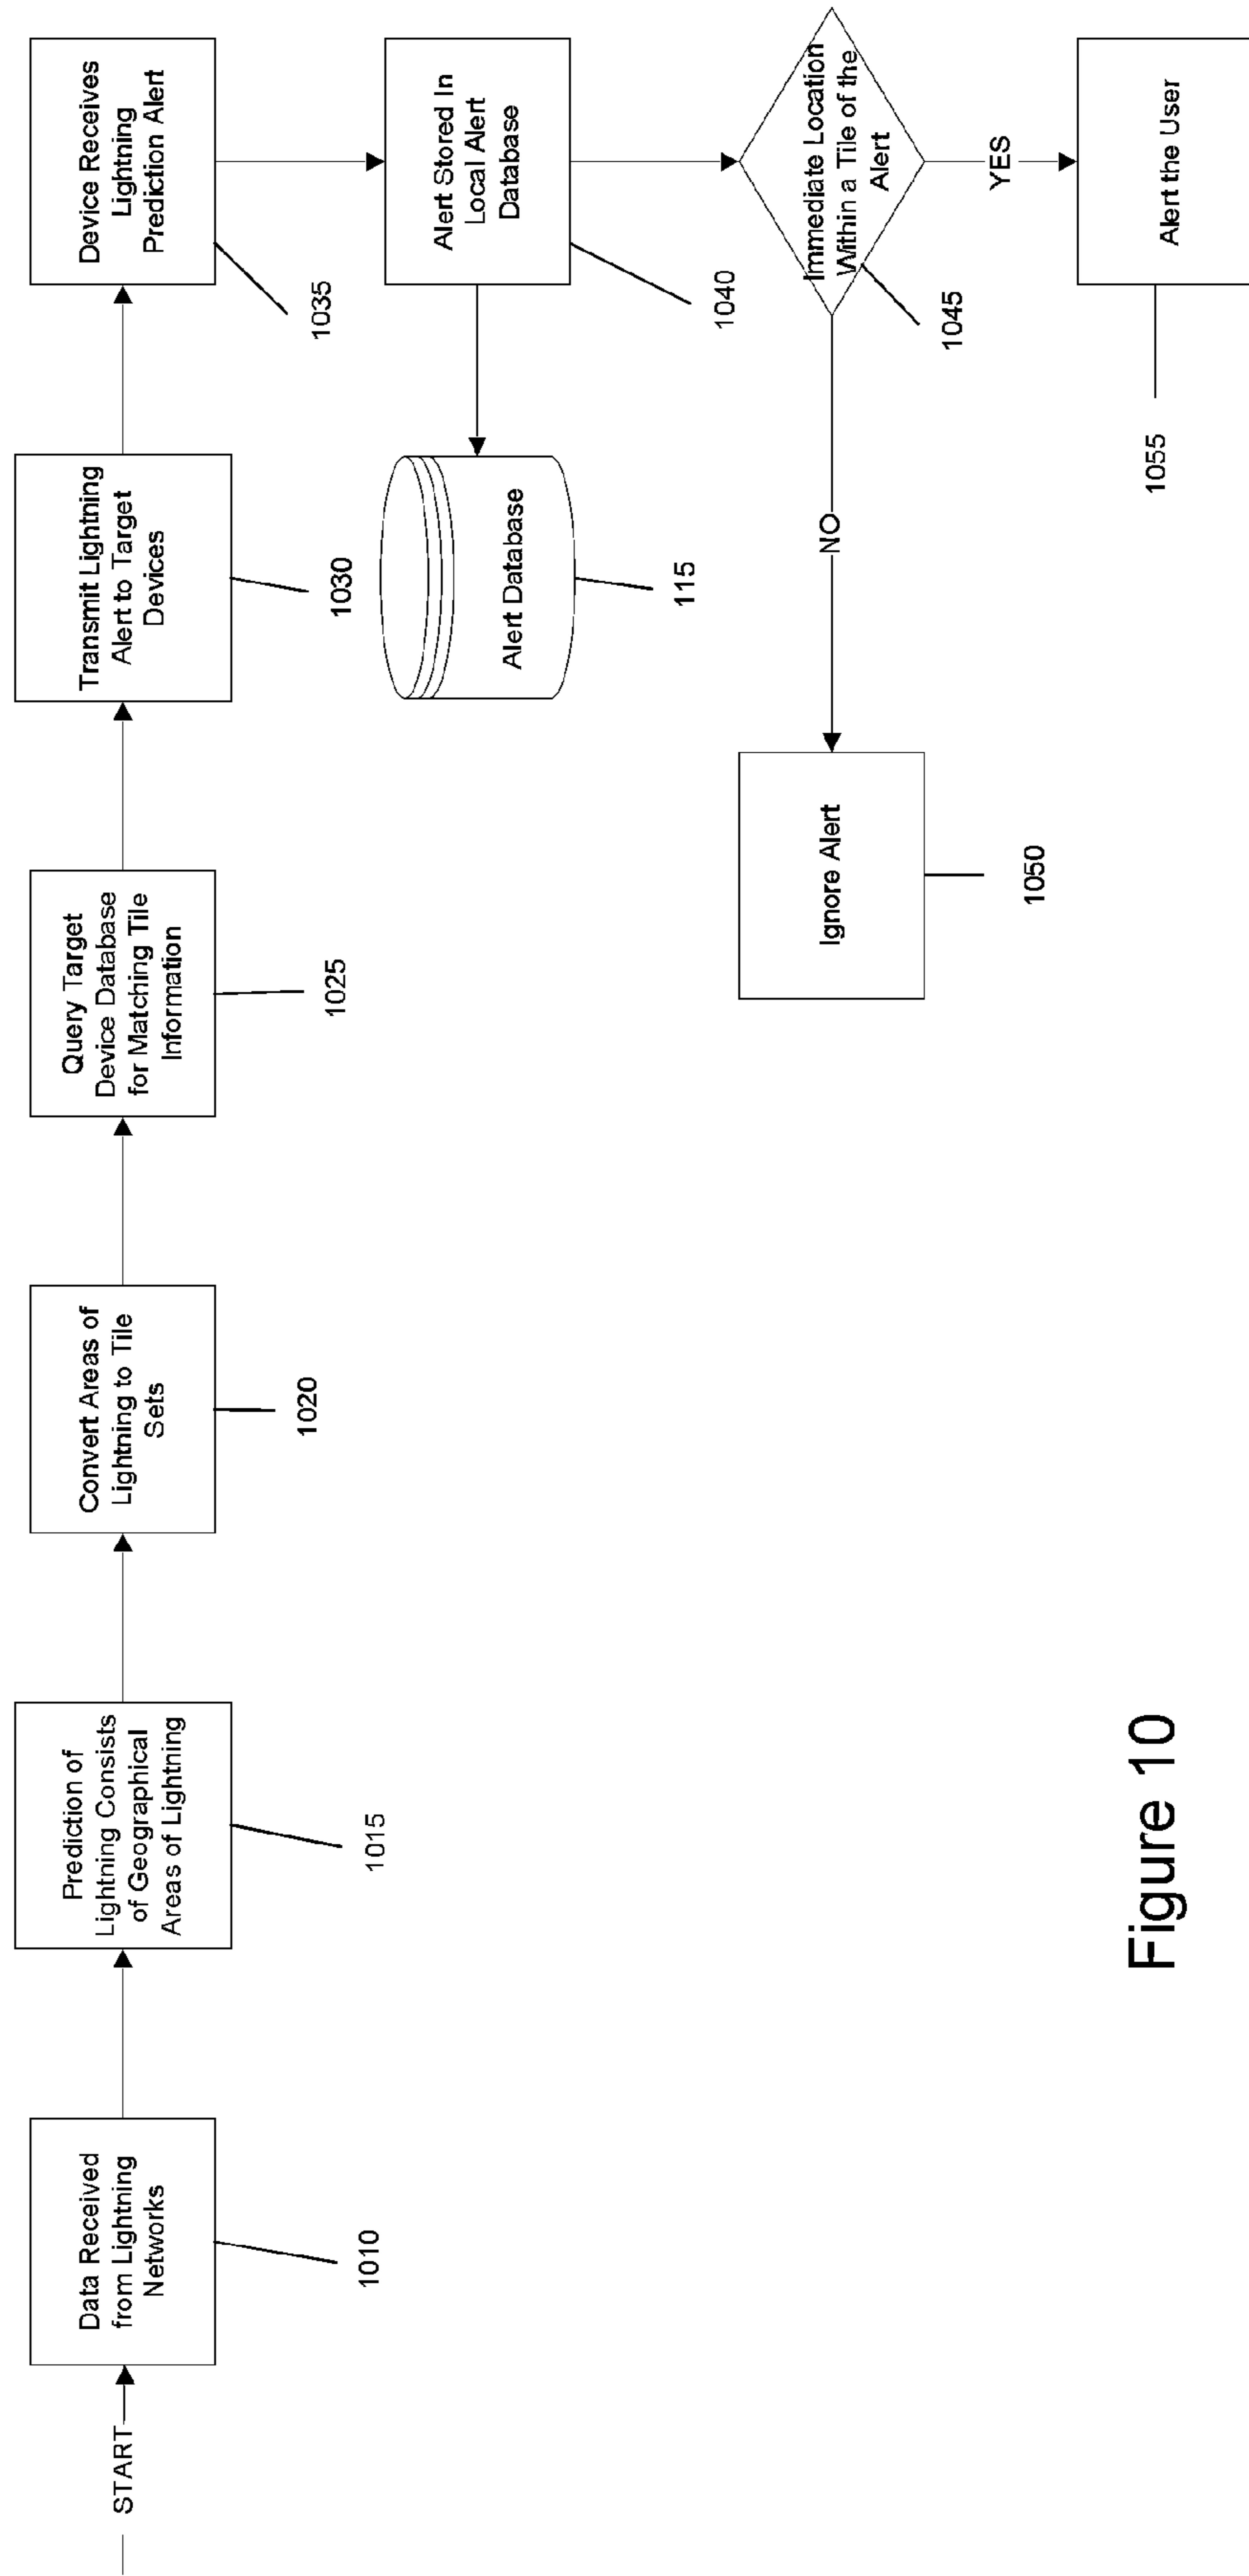 START
Data Received
from Lightning
Networks
1010
Prediction of
Lightning Consists
of Geographical
Areas of Lightning
1015
Convert Areas of
Lightning to Tile
Sets
1020
Query Target
Device Database
for Matching Tile
Information
1025
Transmit Lightning
Alert to Target
Devices
1030
Device Receives
Lightning
Prediction Alert
1035
Alert Stored In
Local Alert
Database
1040
Alert Database
115
Immediate Location
Within a Tile of the
Alert
1045
NO
Ignore Alert
1050
YES
Alert the User
1055
Figure 10